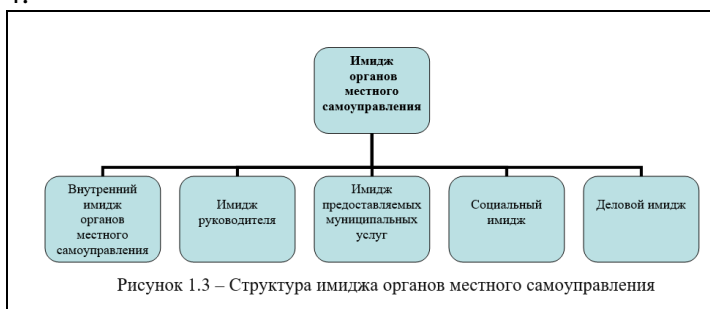 Имидж
органов
местного
самоуправления
Внутренний
имидж
органов
местного
самоуправления
Имидж
руководителя
Имидж
предоставляемых
муниципальных
услуг
Социальный
имидж
Деловой имидж
Рисунок 1.3 – Структура имиджа органов местного самоуправления